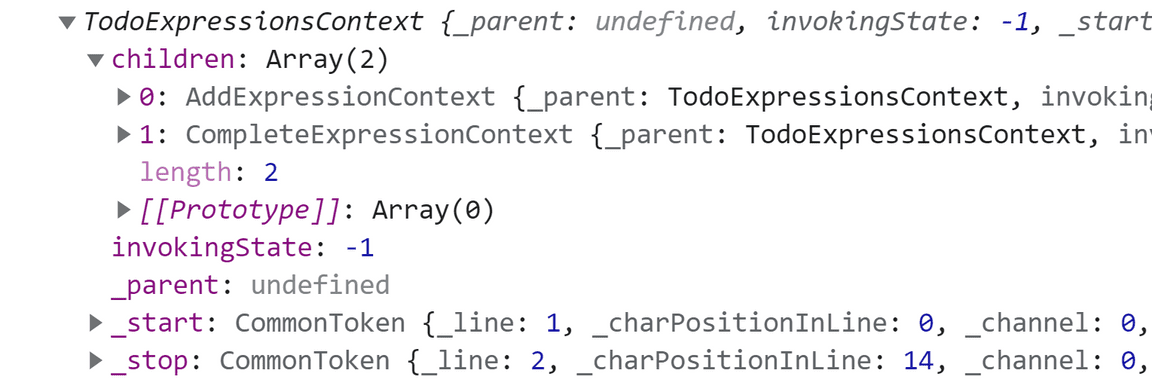 TodoExpressionsContext {_parent: undefined, invokingState: -1, _start
children: Array(2)
0: AddExpressionContext {_parent: TodoExpressionsContext, invoking
1: CompleteExpressionContext {_parent: TodoExpressionsContext, inv
length: 2
[[Prototype]]: Array(0)
invokingState: -1
_parent: undefined
_start: CommonToken {_line: 1, _charPositionInLine: 0, _channel: 0,
_stop: CommonToken {_line: 2, _charPositionInLine: 14, _channel: 0,